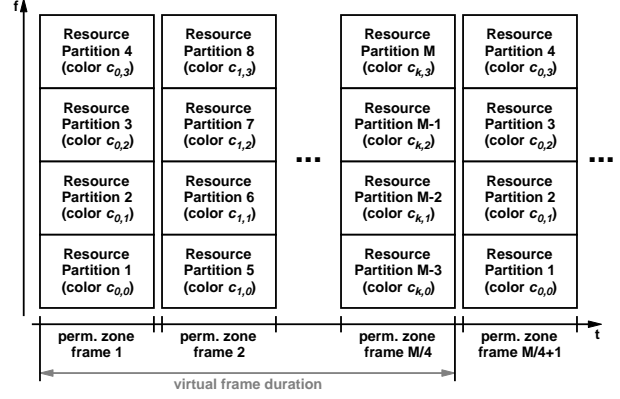 f
Resource
Partition 4
(color c0,3)
Resource
Partition 8
(color c1,3)
Resource
Partition M
(color ck,3)
Resource
Partition 4
(color c0,3)
Resource
Partition 3
(color c0,2)
Resource
Partition 7
(color c1,2)
Resource
Partition M-1
(color ck,2)
Resource
Partition 3
(color c0,2)
...
...
Resource
Partition 2
(color c0,1)
Resource
Partition 6
(color c1,1)
Resource
Partition M-2
(color ck,1)
Resource
Partition 2
(color c0,1)
Resource
Partition 1
(color c0,0)
Resource
Partition 5
(color c1,0)
Resource
Partition M-3
(color ck,0)
Resource
Partition 1
(color c0,0)
t
perm. zone
frame 1
perm. zone
frame 2
perm. zone
frame M/4
perm. zone
frame M/4+1
virtual frame duration